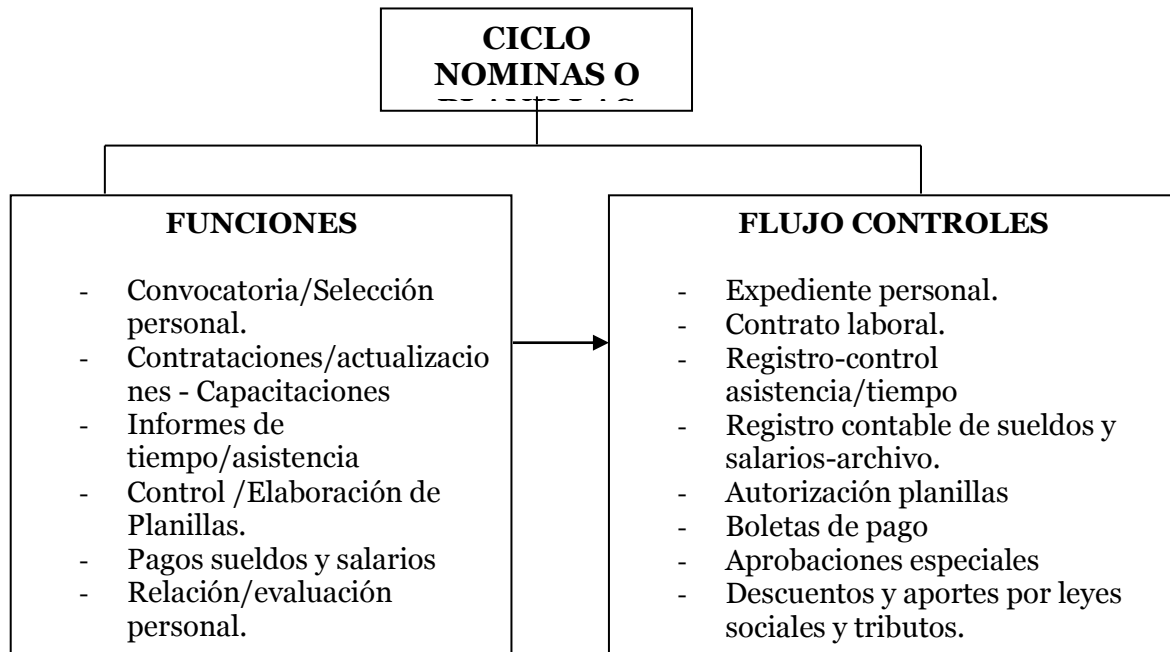 CICLO
NOMINAS O
FUNCIONES
- Convocatoria/Selección
personal.
- Contrataciones/actualizacio
nes - Capacitaciones
- Informes de
tiempo/asistencia
- Control /Elaboración de
Planillas.
- Pagos sueldos y salarios
- Relación/evaluación
personal.
FLUJO CONTROLES
- Expediente personal.
- Contrato laboral.
- Registro-control
asistencia/tiempo
- Registro contable de sueldos y
salarios-archivo.
- Autorización planillas
- Boletas de pago
- Aprobaciones especiales
- Descuentos y aportes por leyes
sociales y tributos.